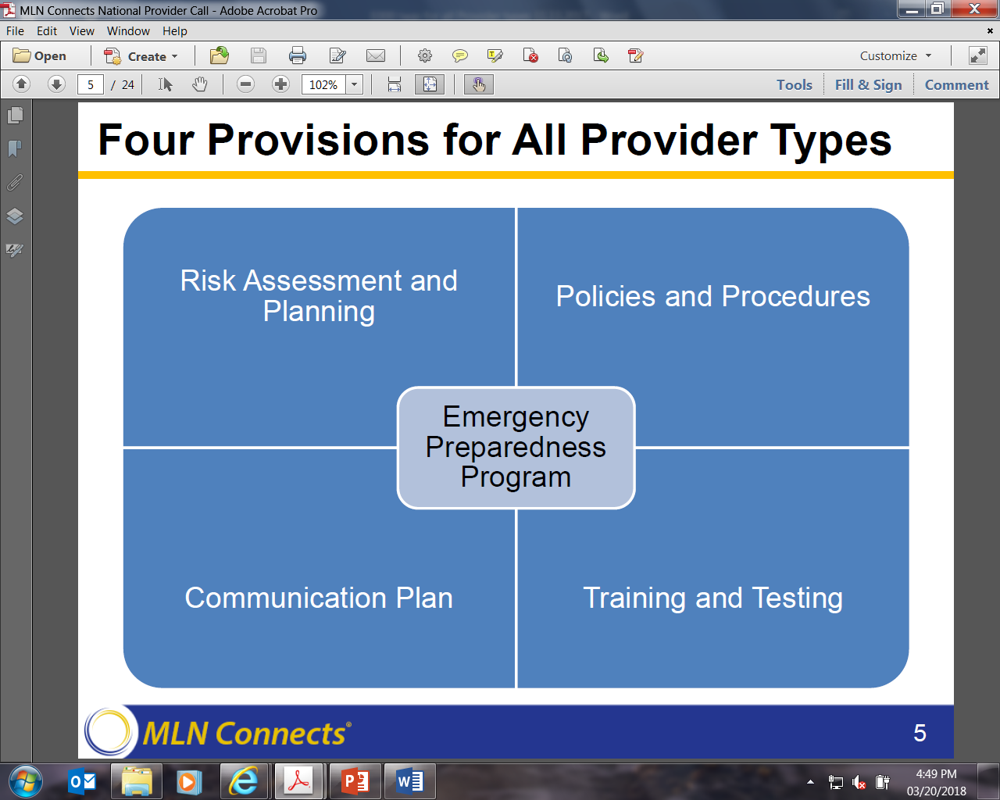 MLN Connects National Provider Call - Adobe Acrobat Pro
File Edit View Window Help
Open Create Customize
5 / 24 102% Tools Fill & Sign Comment
Four Provisions for All Provider Types
Risk Assessment and
Planning
Policies and Procedures
Emergency
Preparedness
Program
Communication Plan
Training and Testing
MLN Connects®
5
4:49 PM
03/20/2018